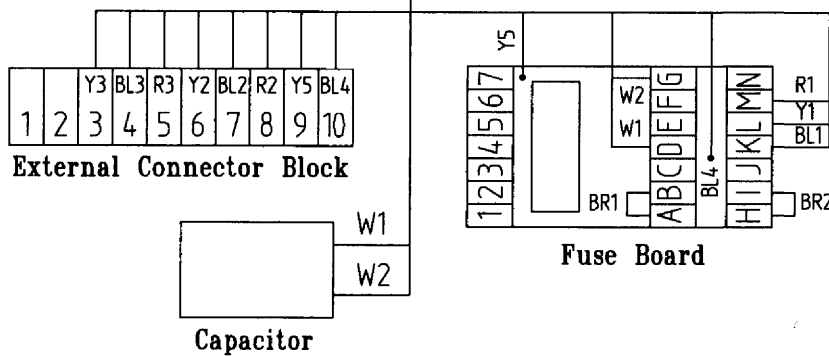 Y3 BL3 R3 Y2 BL2 R2 Y5 BL4
1 2 3 4 5 6 7 8 9 10
External Connector Block
W1
W2
Capacitor
Y5
7 6 5 4 3 2 1
W2
W1
BR1
G F E D C B A
BL4
N M L K J I H
R1
Y1
BL1
BR2
Fuse Board